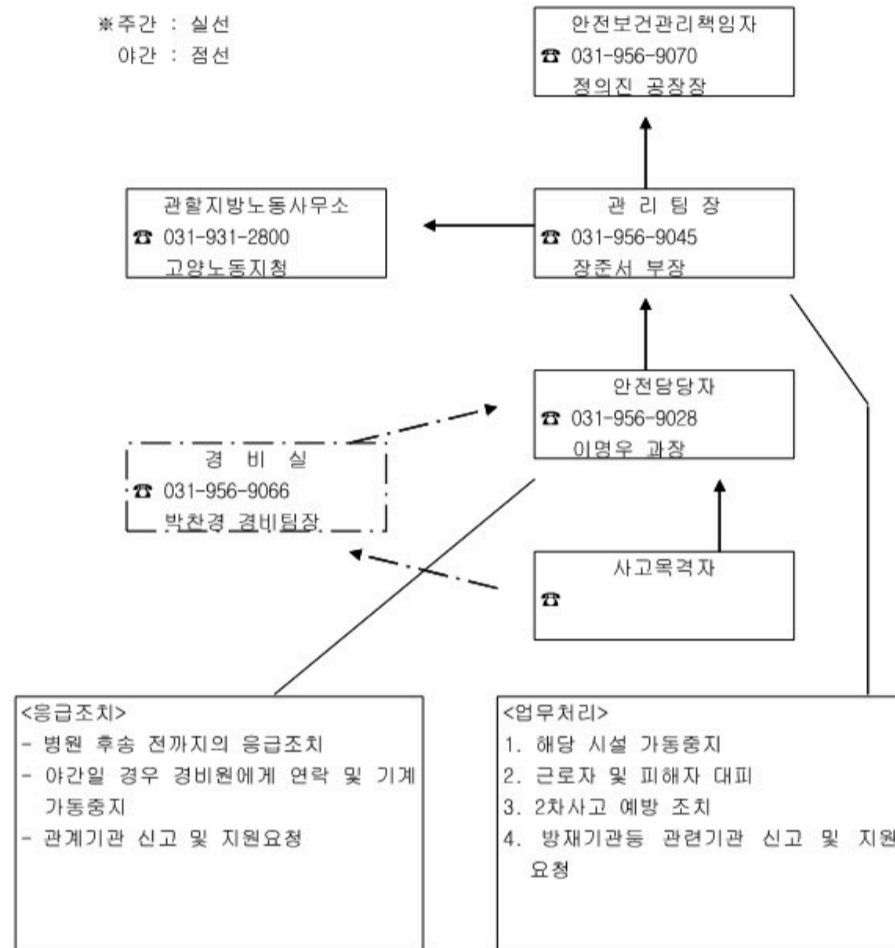 ※주간 : 실선
야간 : 점선
안전보건관리책임자
☎ 031-956-9070
정의진 공장장
관할지방노동사무소
☎ 031-931-2800
고양노동지청
관 리 팀 장
☎ 031-956-9045
장준서 부장
안전담당자
☎ 031-956-9028
이명우 과장
경 비 실
☎ 031-956-9066
박찬경 경비팀장
사고목격자
☎
<응급조치>
- 병원 후송 전까지의 응급조치
- 야간일 경우 경비원에게 연락 및 기계
가동중지
- 관계기관 신고 및 지원요청
<업무처리>
1. 해당 시설 가동중지
2. 근로자 및 피해자 대피
3. 2차사고 예방 조치
4. 방재기관등 관련기관 신고 및 지원
요청